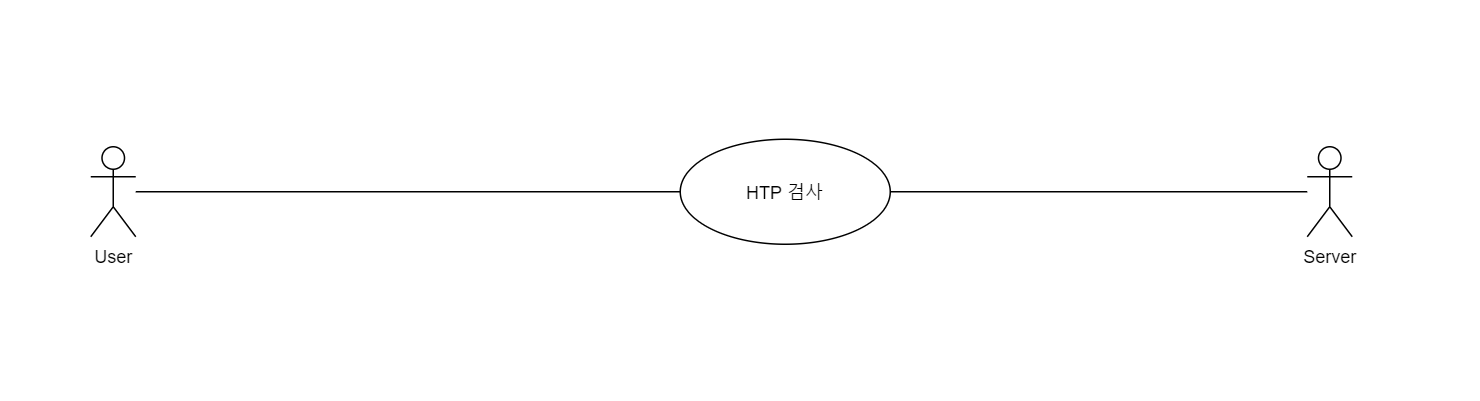 HTP 검사
User
Server